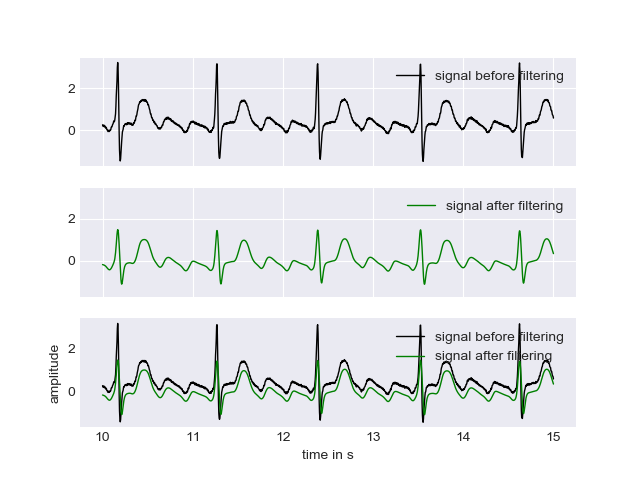 signal before filtering
2
0
signal after filtering
2
0
signal before filtering
signal after filtering
2
0
amplitude
10 11 12 13 14 15
time in s